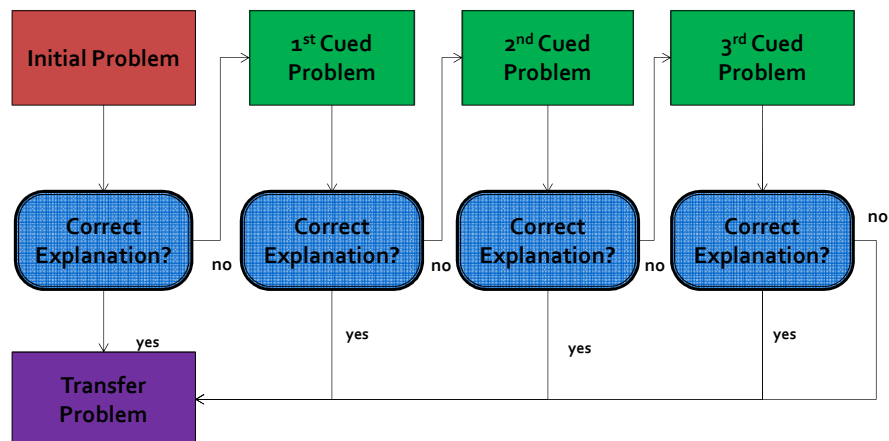 Initial Problem
1st Cued
Problem
2nd Cued
Problem
3rd Cued
Problem
Correct
Explanation?
no
Correct
Explanation?
no
Correct
Explanation?
no
Correct
Explanation?
no
yes
yes
yes
yes
Transfer
Problem